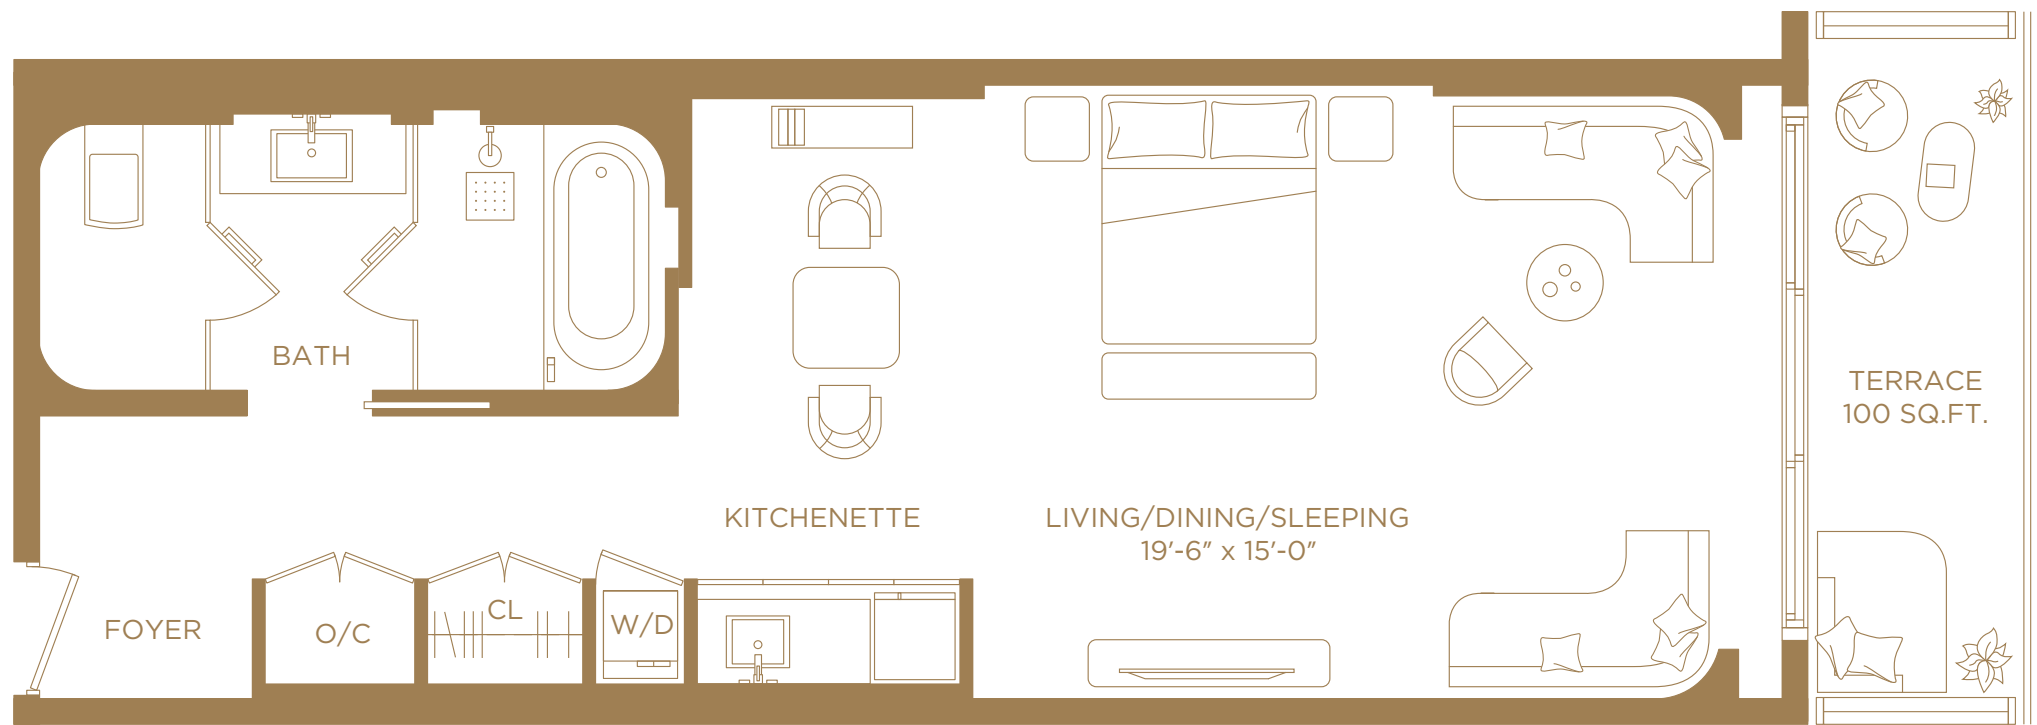 BATH
TERRACE
100 SQ.FT.
KITCHENETTE
LIVING/DINING/SLEEPING
19’-6” x 15’-0”
FOYER
O/C
CL
W/D